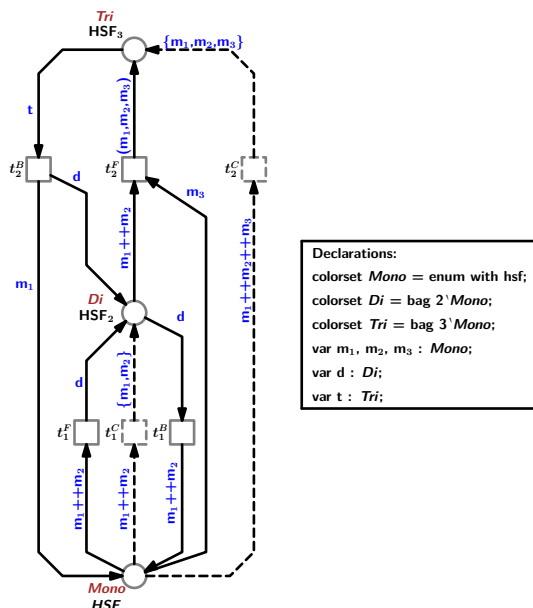 Tri
HSF₃
{m₁,m₂,m₃}
t
(m₁,m₂,m₃)
t₂ᴮ
t₂ꟳ
t₂ᶜ
d
m₃
m₁++m₂
m₁++m₂++m₃
m₁
Di
HSF₂
d
d
{m₁,m₂}
t₁ꟳ
t₁ᶜ
t₁ᴮ
m₁++m₂
m₁++m₂
m₁++m₂
Mono
HSF
Declarations:
colorset Mono = enum with hsf;
colorset Di = bag 2`Mono;
colorset Tri = bag 3`Mono;
var m₁, m₂, m₃ : Mono;
var d : Di;
var t : Tri;